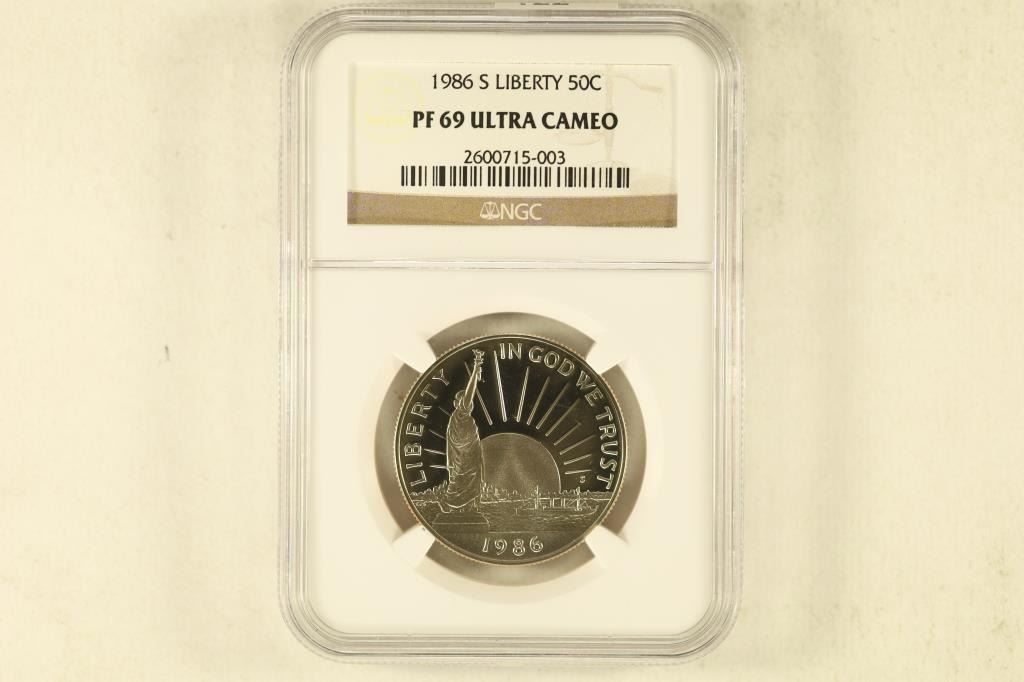 1986 S LIBERTY 50C
PF 69 ULTRA CAMEO
2600715-003
NGC
LIBERTY
IN GOD WE TRUST
S
1986